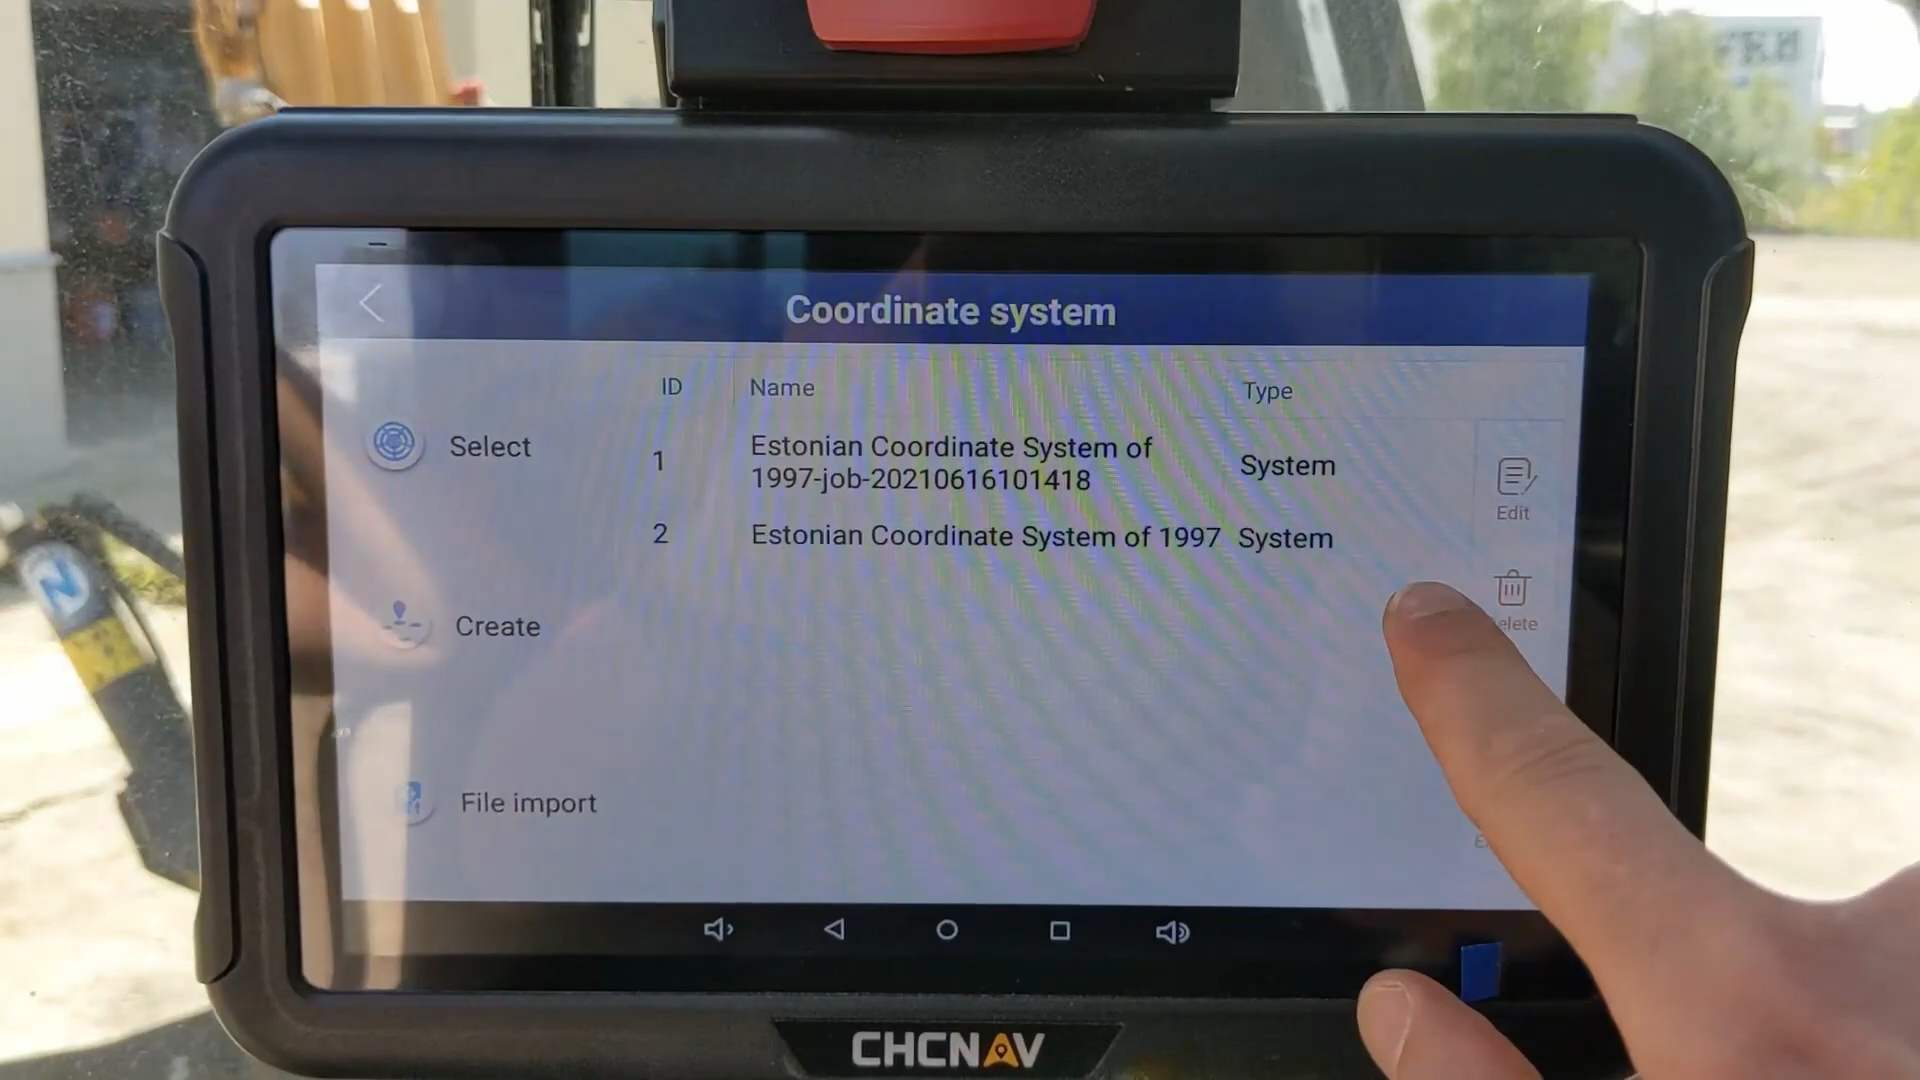 Coordinate system
ID Name Type
Select
1 Estonian Coordinate System of
1997-job-20210616101418 System
Edit
2 Estonian Coordinate System of 1997 System
Create
File import
CHCNAV
N